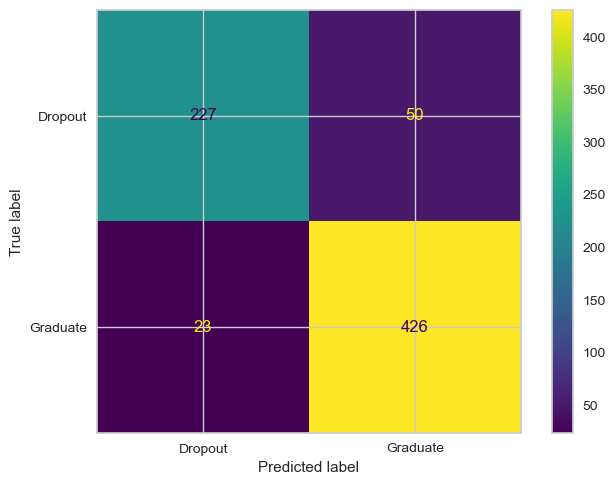 Dropout
227
50
Graduate
23
426
Dropout
Graduate
Predicted label
True label
400
350
300
250
200
150
100
50